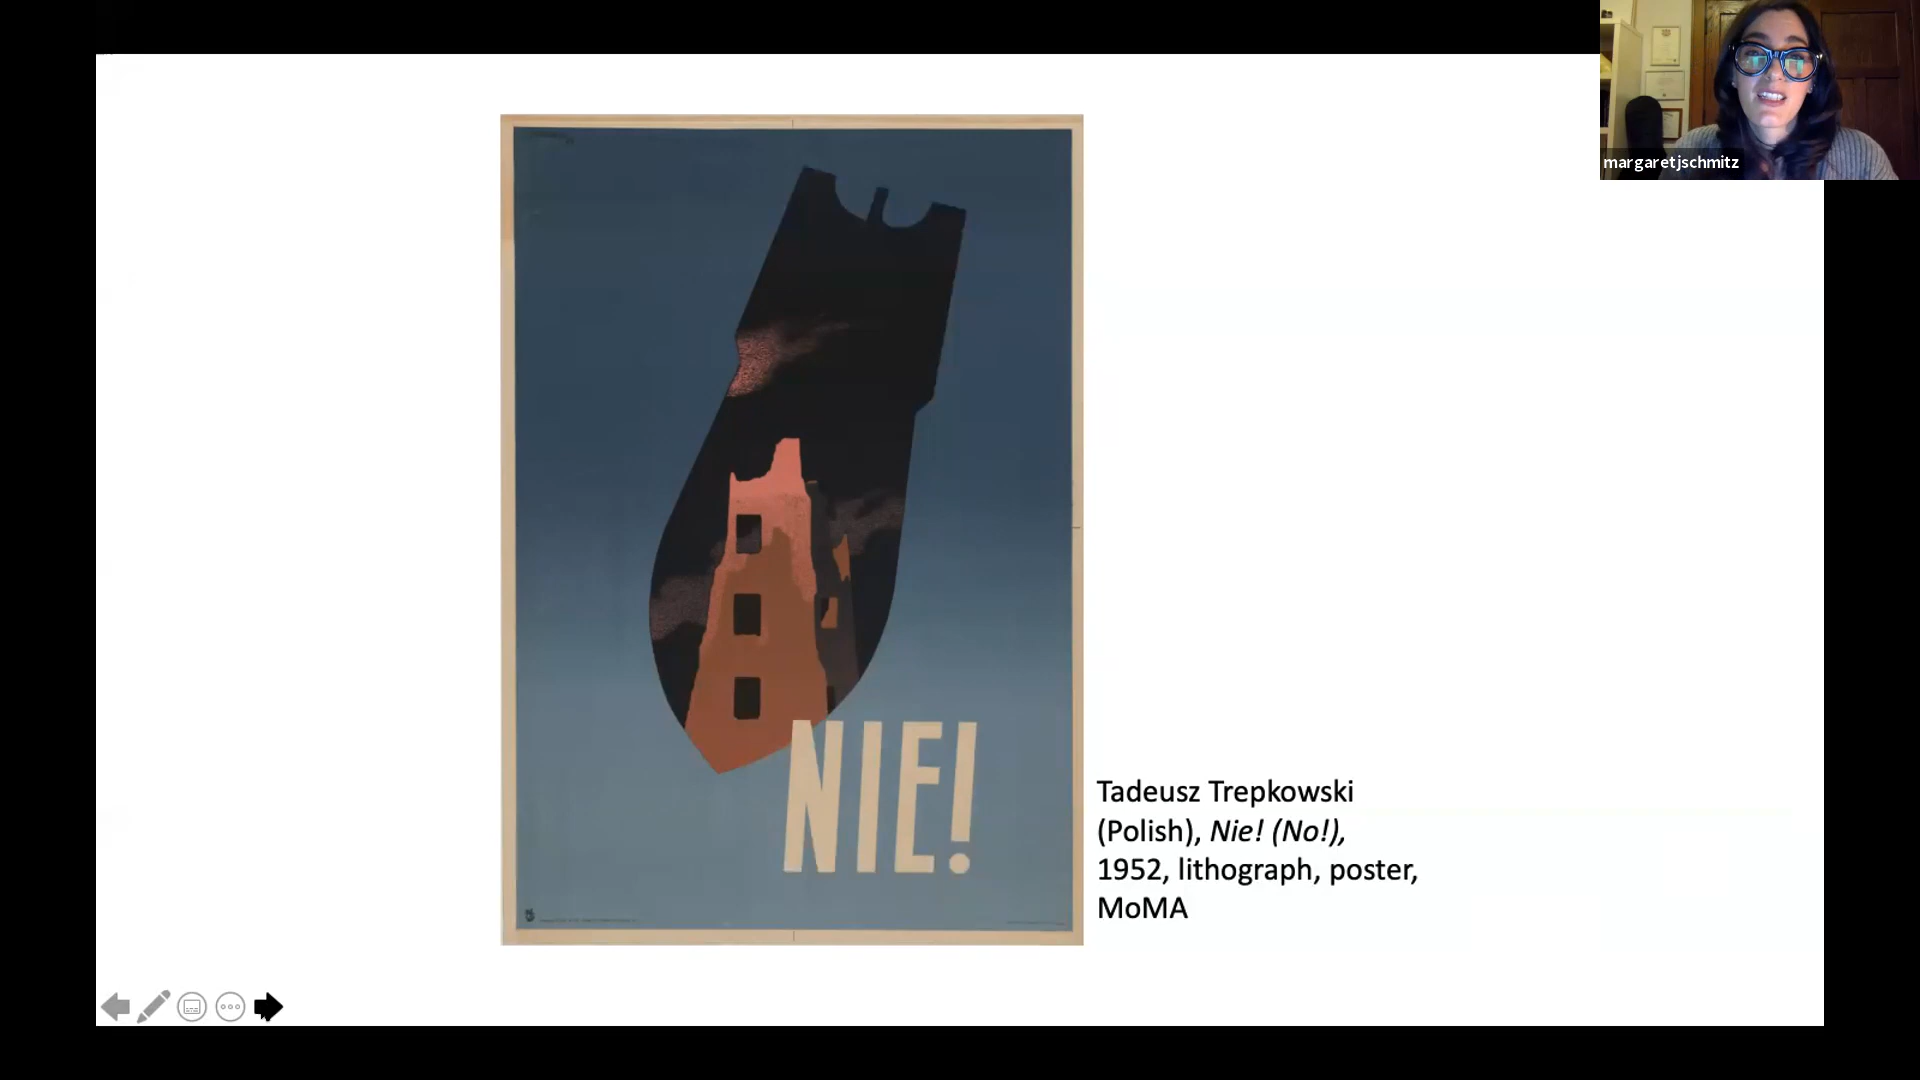 margaretjschmitz
NIE!
Tadeusz Trepkowski
(Polish), Nie! (No!),
1952, lithograph, poster,
MoMA